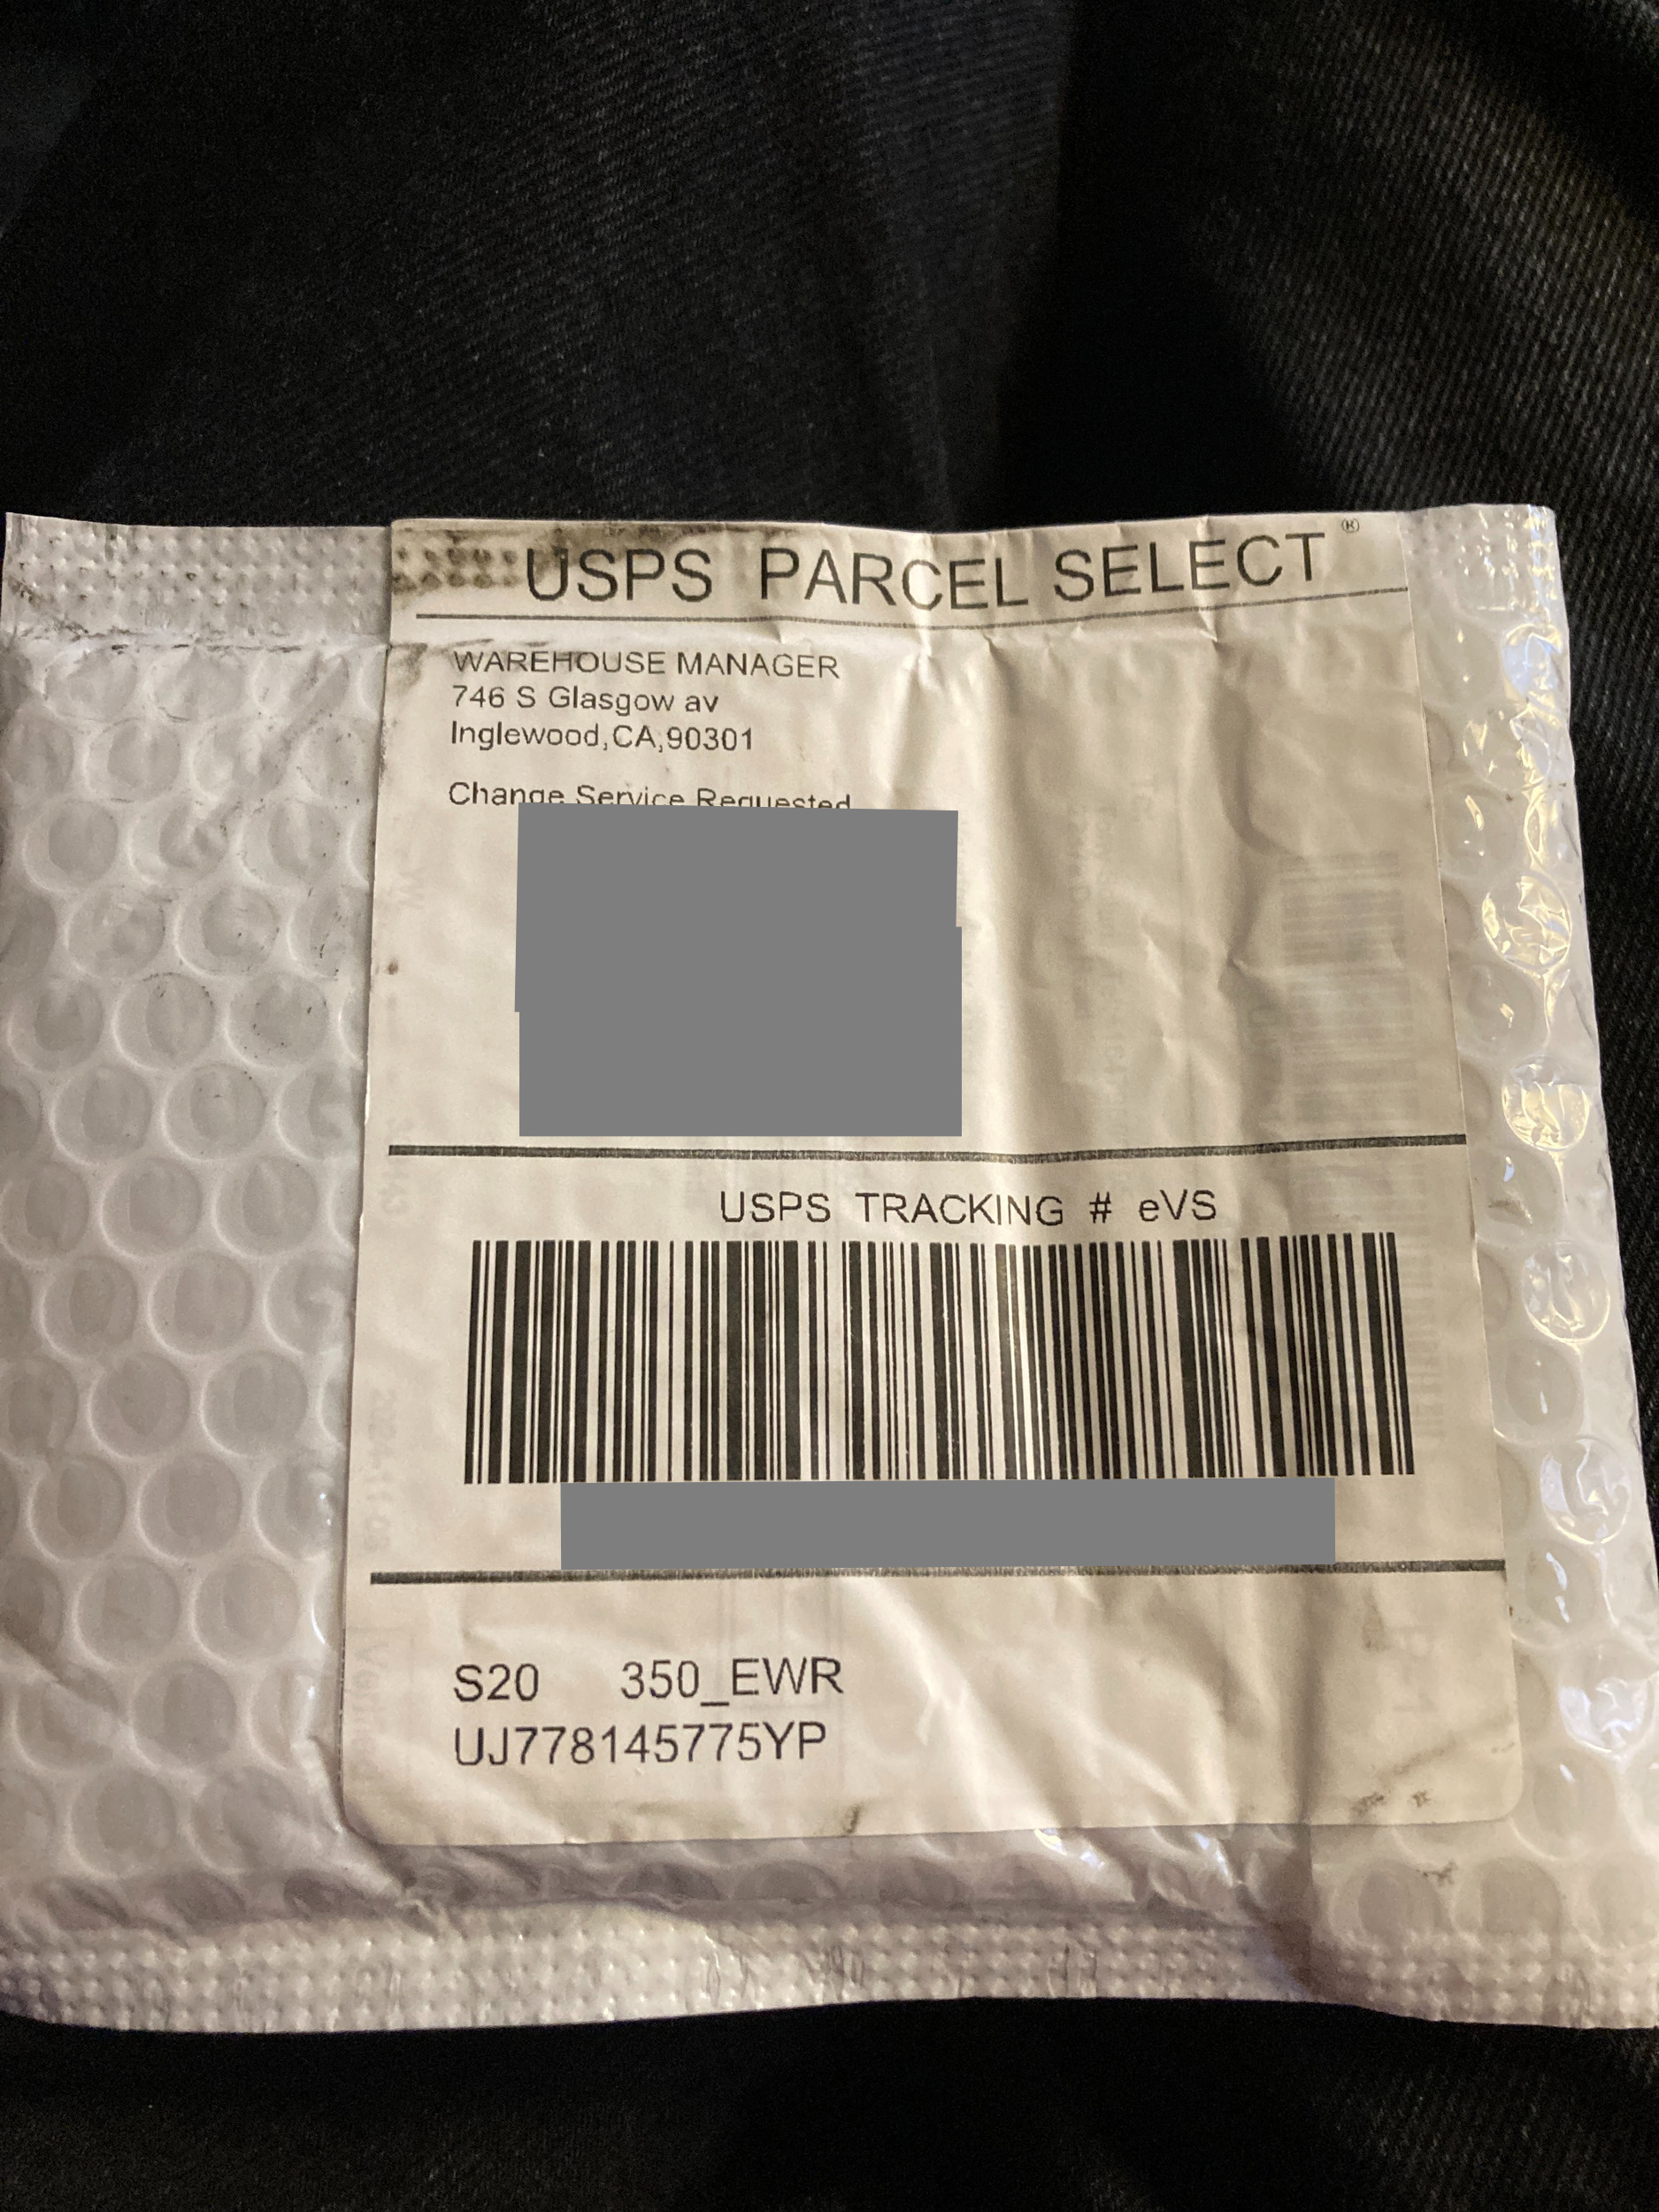 USPS PARCEL SELECT®
WAREHOUSE MANAGER
746 S Glasgow av
Inglewood,CA,90301
Change Service Requested
USPS TRACKING # eVS
S20 350_EWR
UJ778145775YP